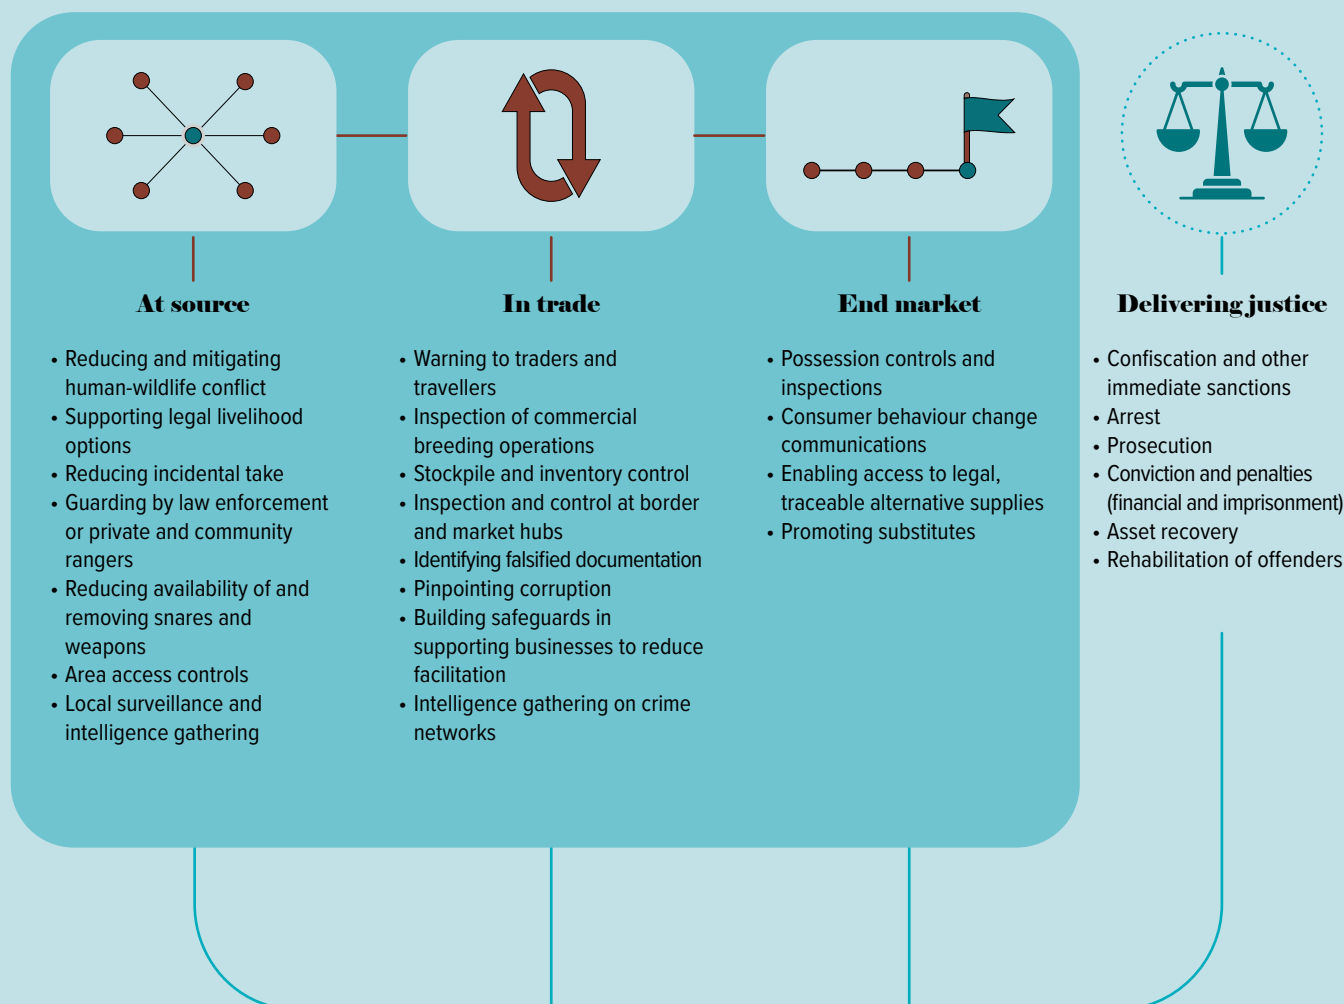 At source
• Reducing and mitigating
human-wildlife conflict
• Supporting legal livelihood
options
• Reducing incidental take
• Guarding by law enforcement
or private and community
rangers
• Reducing availability of and
removing snares and
weapons
• Area access controls
• Local surveillance and
intelligence gathering
In trade
• Warning to traders and
travellers
• Inspection of commercial
breeding operations
• Stockpile and inventory control
• Inspection and control at border
and market hubs
• Identifying falsified documentation
• Pinpointing corruption
• Building safeguards in
supporting businesses to reduce
facilitation
• Intelligence gathering on crime
networks
End market
• Possession controls and
inspections
• Consumer behaviour change
communications
• Enabling access to legal,
traceable alternative supplies
• Promoting substitutes
Delivering justice
• Confiscation and other
immediate sanctions
• Arrest
• Prosecution
• Conviction and penalties
(financial and imprisonment)
• Asset recovery
• Rehabilitation of offenders